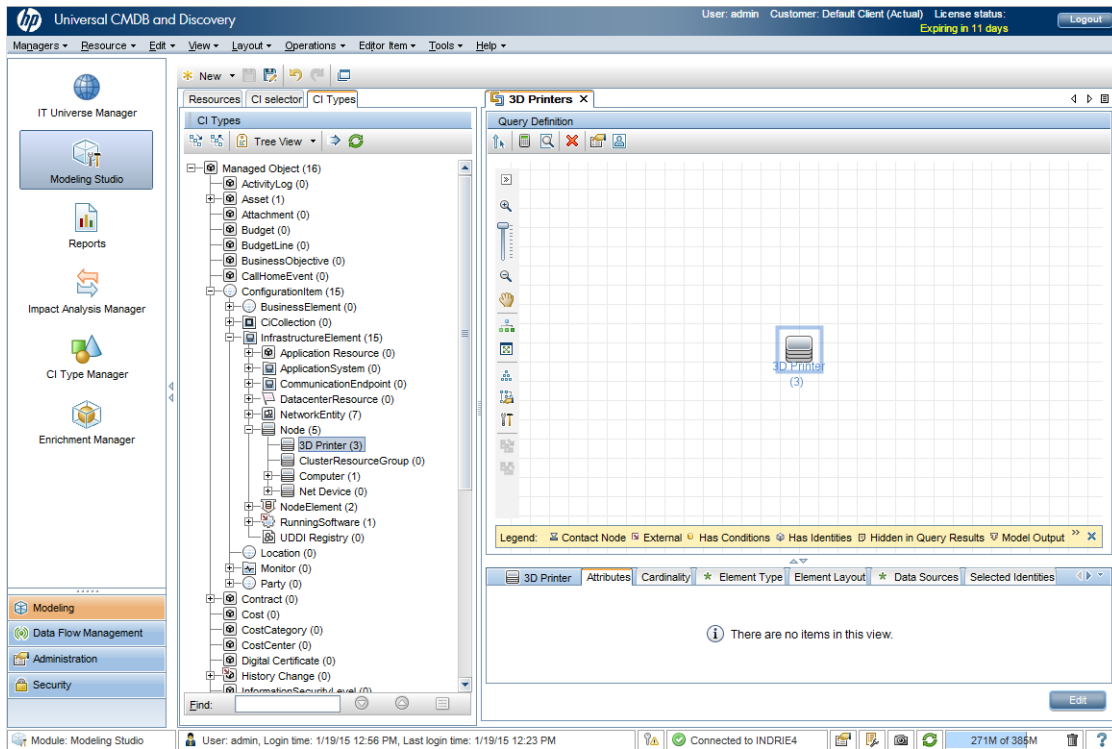 hp Universal CMDB and Discovery
User: admin Customer: Default Client (Actual) License status:
Expiring in 11 days
Logout
Managers Resource Edit View Layout Operations Editor Item Tools Help
New
IT Universe Manager
Modeling Studio
Reports
Impact Analysis Manager
CI Type Manager
Enrichment Manager
Modeling
Data Flow Management
Administration
Security
Resources CI selector CI Types
CI Types
Tree View
Managed Object (16)
ActivityLog (0)
Asset (1)
Attachment (0)
Budget (0)
BudgetLine (0)
BusinessObjective (0)
CallHomeEvent (0)
ConfigurationItem (15)
BusinessElement (0)
CiCollection (0)
InfrastructureElement (15)
Application Resource (0)
ApplicationSystem (0)
CommunicationEndpoint (0)
DatacenterResource (0)
NetworkEntity (7)
Node (5)
3D Printer (3)
ClusterResourceGroup (0)
Computer (1)
Net Device (0)
NodeElement (2)
RunningSoftware (1)
UDDI Registry (0)
Location (0)
Monitor (0)
Party (0)
Contract (0)
Cost (0)
CostCategory (0)
CostCenter (0)
Digital Certificate (0)
History Change (0)
InformationSecurityLevel (0)
Find:
3D Printers
Query Definition
3D Printer
(3)
Legend: Contact Node External Has Conditions Has Identities Hidden in Query Results Model Output
3D Printer Attributes Cardinality * Element Type Element Layout * Data Sources Selected Identities
There are no items in this view.
Edit
Module: Modeling Studio
User: admin, Login time: 1/19/15 12:56 PM, Last login time: 1/19/15 12:23 PM
Connected to INDRIE4
271M of 385M